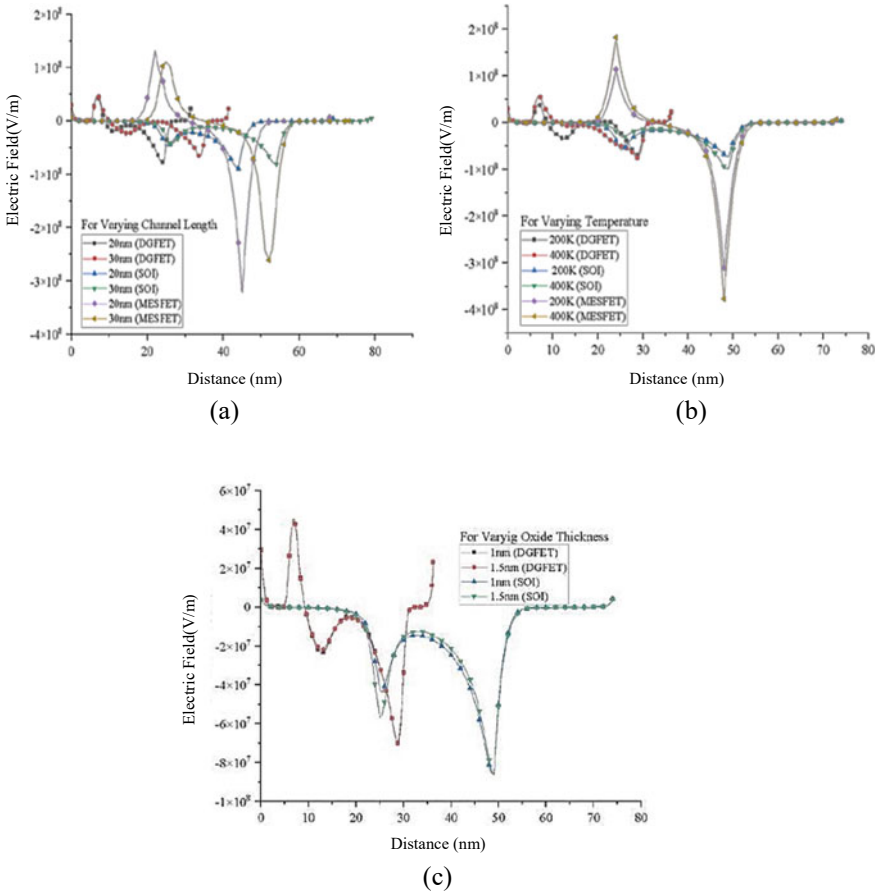 2×10⁸
1×10⁸
0
-1×10⁸
-2×10⁸
-3×10⁸
-4×10⁸
Electric Field(V/m)
For Varying Channel Length
20nm (DGFET)
30nm (DGFET)
20nm (SOI)
30nm (SOI)
20nm (MESFET)
30nm (MESFET)
0 20 40 60 80
Distance (nm)
(a)
2×10⁸
1×10⁸
0
-1×10⁸
-2×10⁸
-3×10⁸
-4×10⁸
Electric Field(V/m)
For Varying Temperature
200K (DGFET)
400K (DGFET)
200K (SOI)
400K (SOI)
200K (MESFET)
400K (MESFET)
0 10 20 30 40 50 60 70 80
Distance (nm)
(b)
6×10⁷
4×10⁷
2×10⁷
0
-2×10⁷
-4×10⁷
-6×10⁷
-8×10⁷
-1×10⁸
Electric Field(V/m)
For Varyig Oxide Thickness
1nm (DGFET)
1.5nm (DGFET)
1nm (SOI)
1.5nm (SOI)
0 10 20 30 40 50 60 70 80
Distance (nm)
(c)